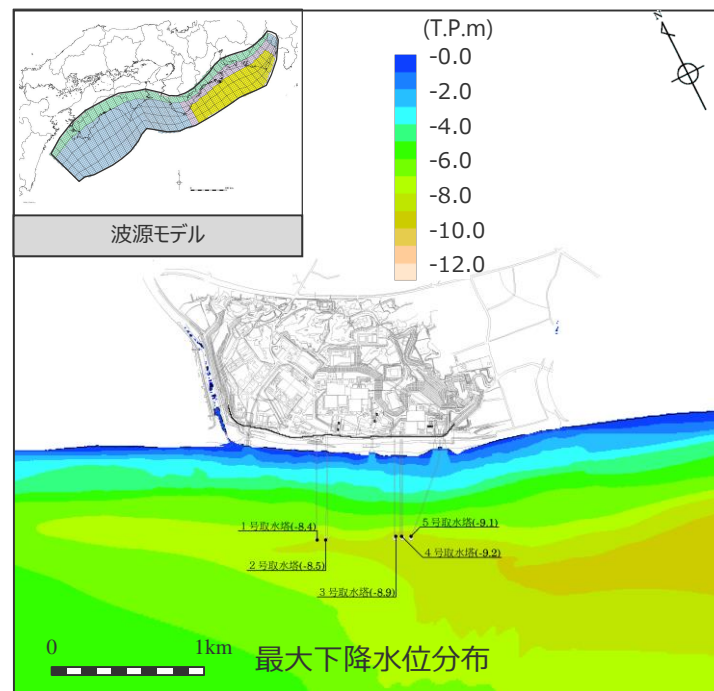 波源モデル
(T.P.m)
-0.0
-2.0
-4.0
-6.0
-8.0
-10.0
-12.0
N
1号取水塔(-8.4)
2号取水塔(-8.5)
3号取水塔(-8.9)
5号取水塔(-9.1)
4号取水塔(-9.2)
0 1km
最大下降水位分布